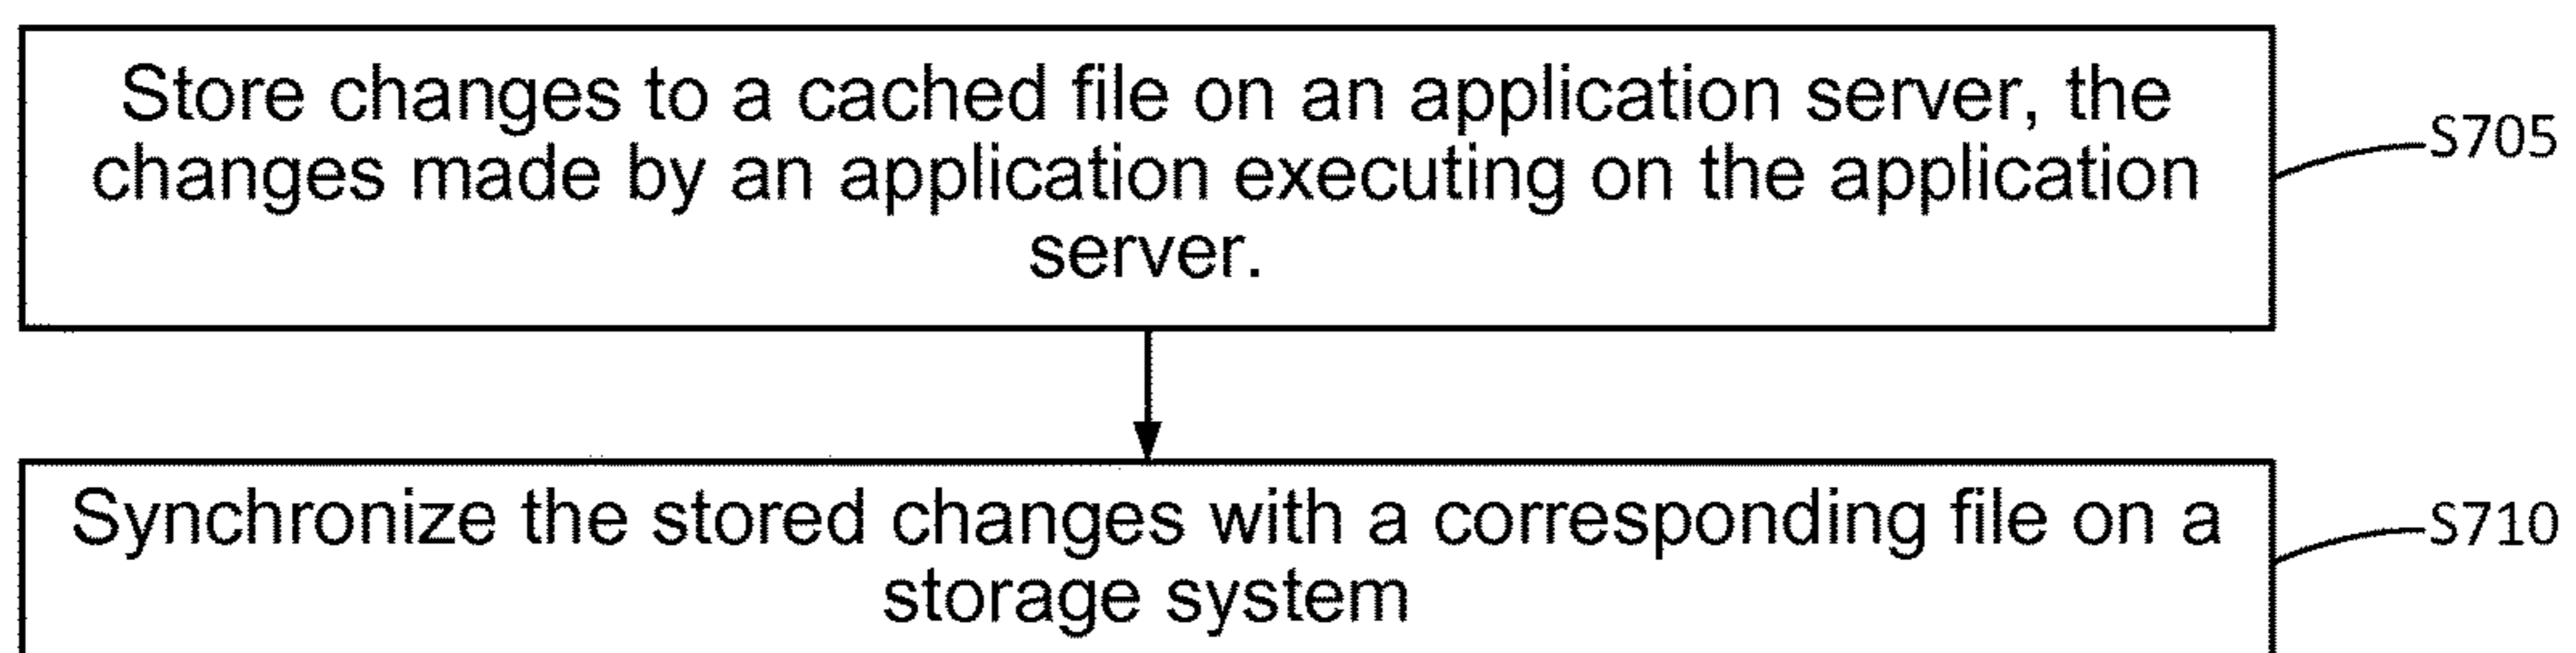 Store changes to a cached file on an application server, the
changes made by an application executing on the application
server.
S705
Synchronize the stored changes with a corresponding file on a
storage system
S710